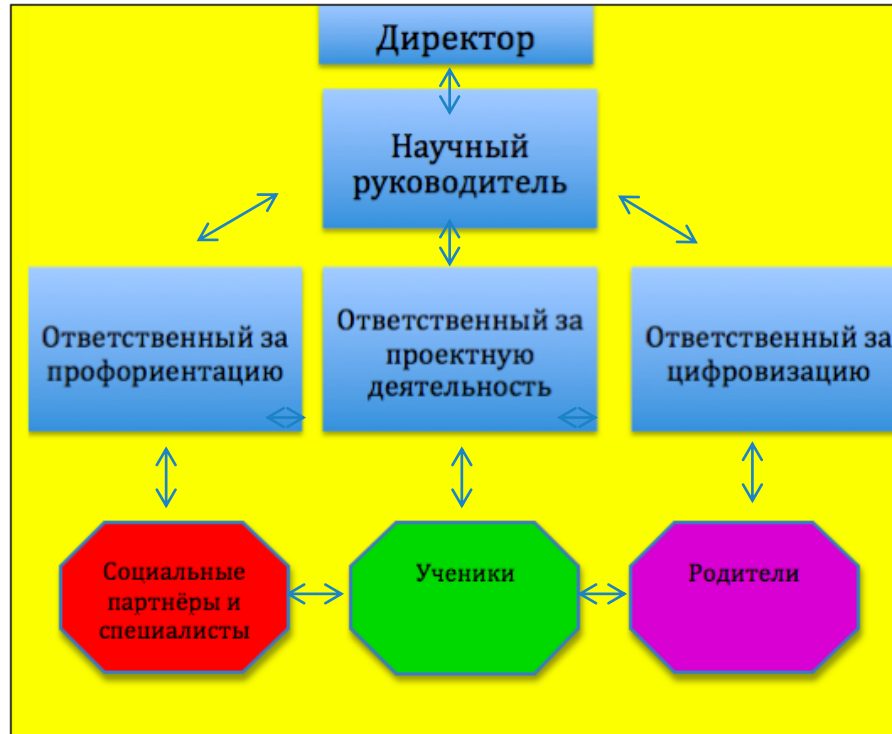 Директор
Научный
руководитель
Ответственный за
профориентацию
Ответственный за
проектную
деятельность
Ответственный за
цифровизацию
Социальные
партнёры и
специалисты
Ученики
Родители